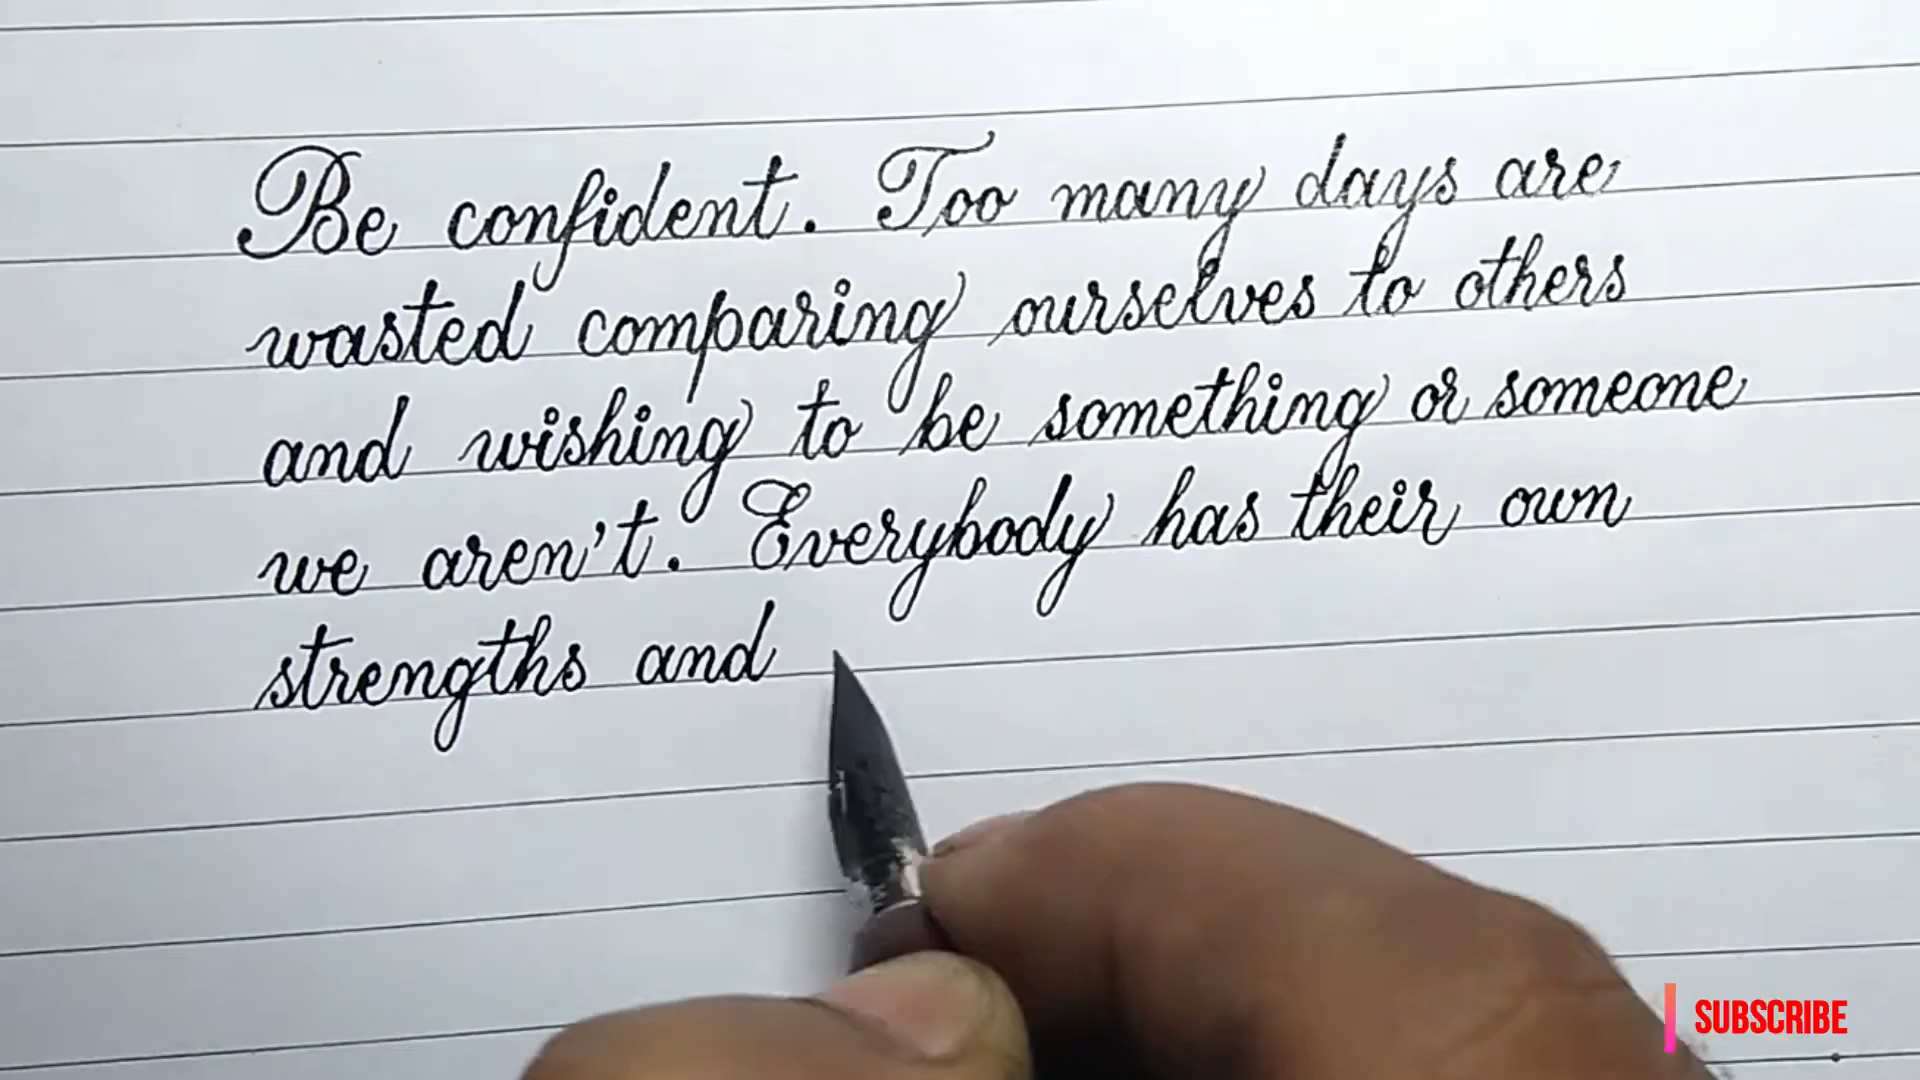 Be confident. Too many days are
wasted comparing ourselves to others
and wishing to be something or someone
we aren't. Everybody has their own
strengths and
SUBSCRIBE